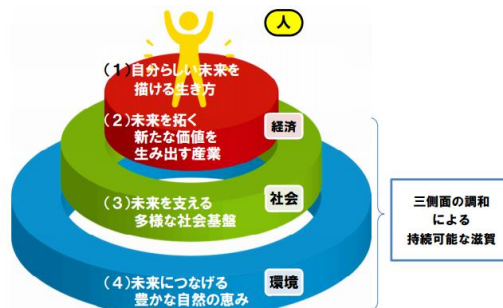 人
（１）自分らしい未来を
描ける生き方
（２）未来を拓く
新たな価値を
生み出す産業
経済
（３）未来を支える
多様な社会基盤
社会
（４）未来につなげる
豊かな自然の恵み
環境
三側面の調和
による
持続可能な滋賀